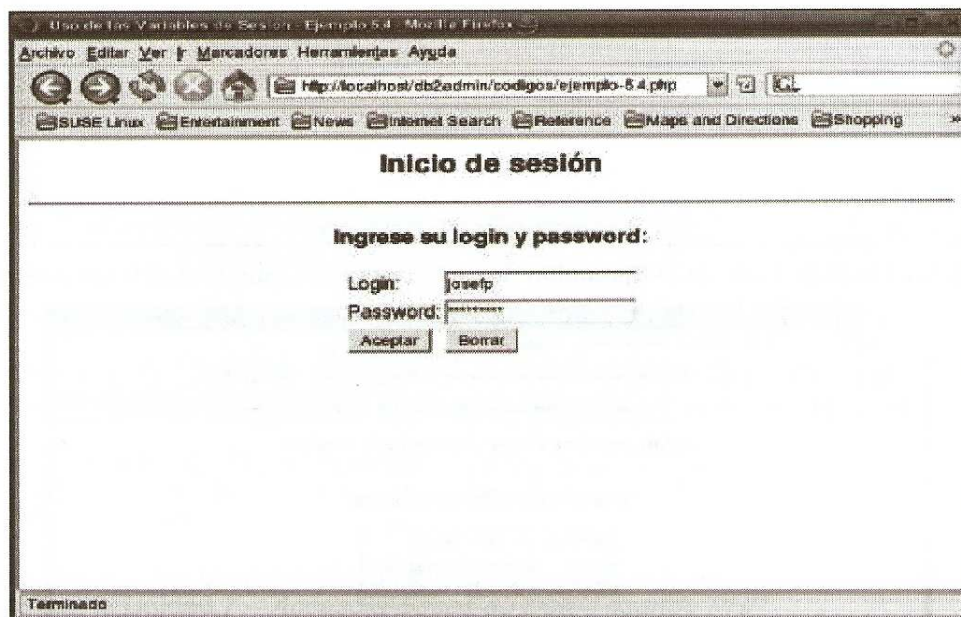 Uso de las Variables de Sesion - Ejemplo 5.4 - Mozilla Firefox
Archivo Editar Ver Ir Marcadores Herramientas Ayuda
http://localhost/db2admin/codigos/ejemplo-5.4.php
SUSE Linux Entertainment News Internet Search Reference Maps and Directions Shopping
Inicio de sesión
Ingrese su login y password:
Login: josefp
Password: *********
Aceptar Borrar
Terminado